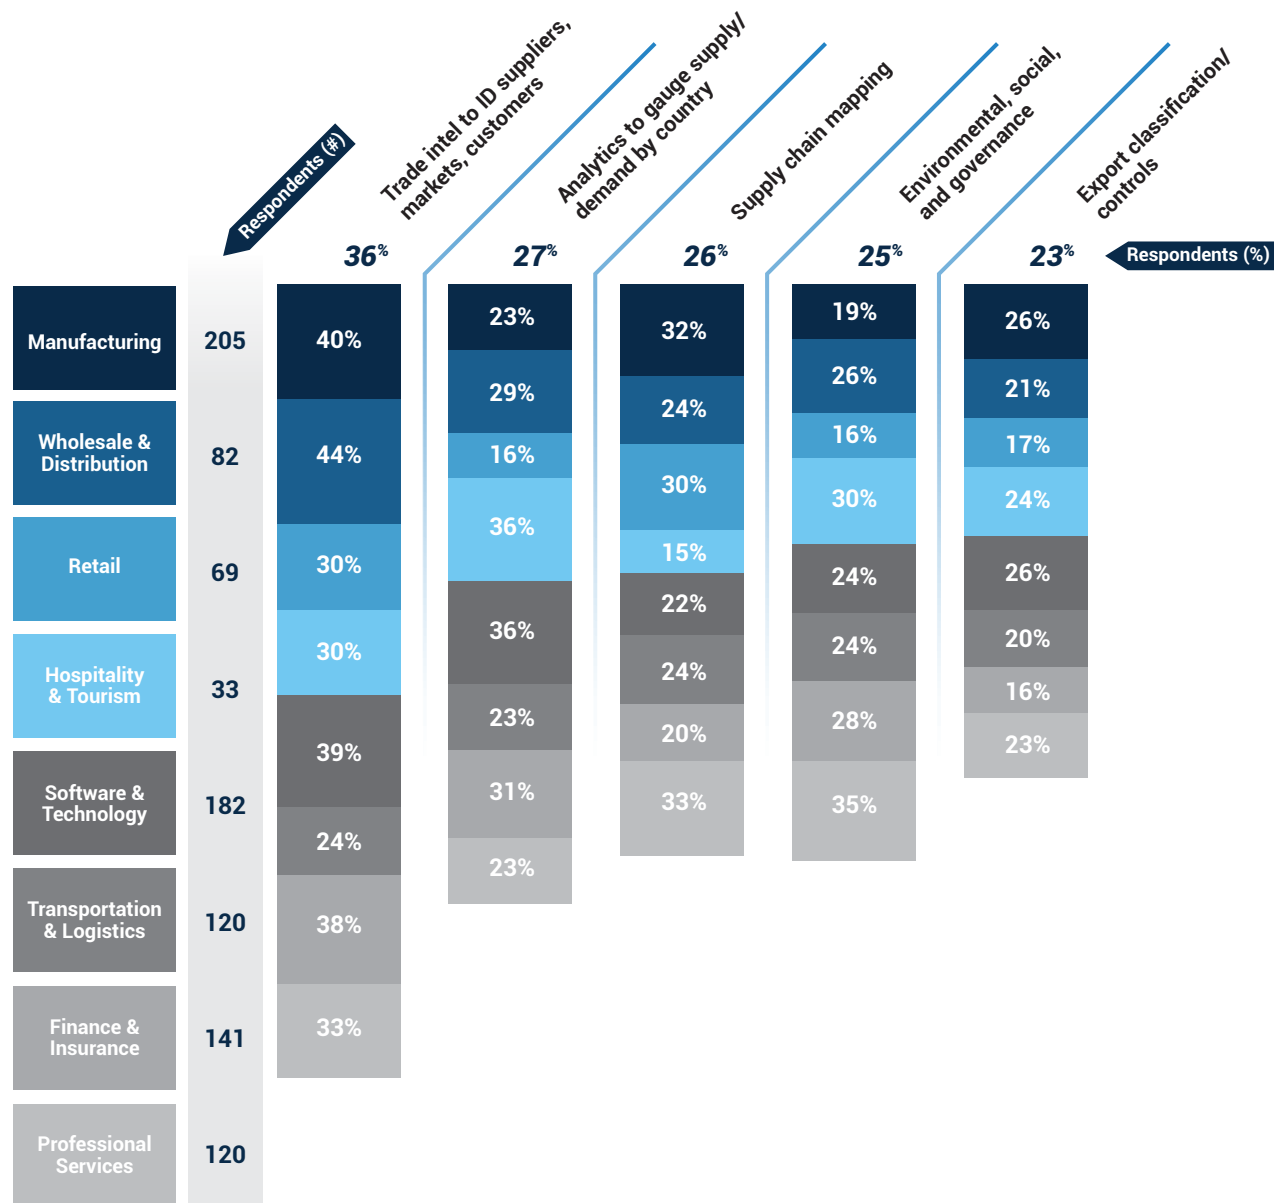 Respondents (#)
Trade intel to ID suppliers,
markets, customers
Analytics to gauge supply/
demand by country
Supply chain mapping
Environmental, social,
and governance
Export classification/
controls
36%
27%
26%
25%
23%
Respondents (%)
Manufacturing
205
40%
23%
32%
19%
26%
Wholesale &
Distribution
82
44%
29%
24%
26%
21%
Retail
69
30%
16%
30%
16%
17%
Hospitality
& Tourism
33
30%
36%
15%
30%
24%
Software &
Technology
182
39%
36%
22%
24%
26%
Transportation
& Logistics
120
24%
23%
24%
24%
20%
Finance &
Insurance
141
38%
31%
20%
28%
16%
Professional
Services
120
33%
23%
33%
35%
23%